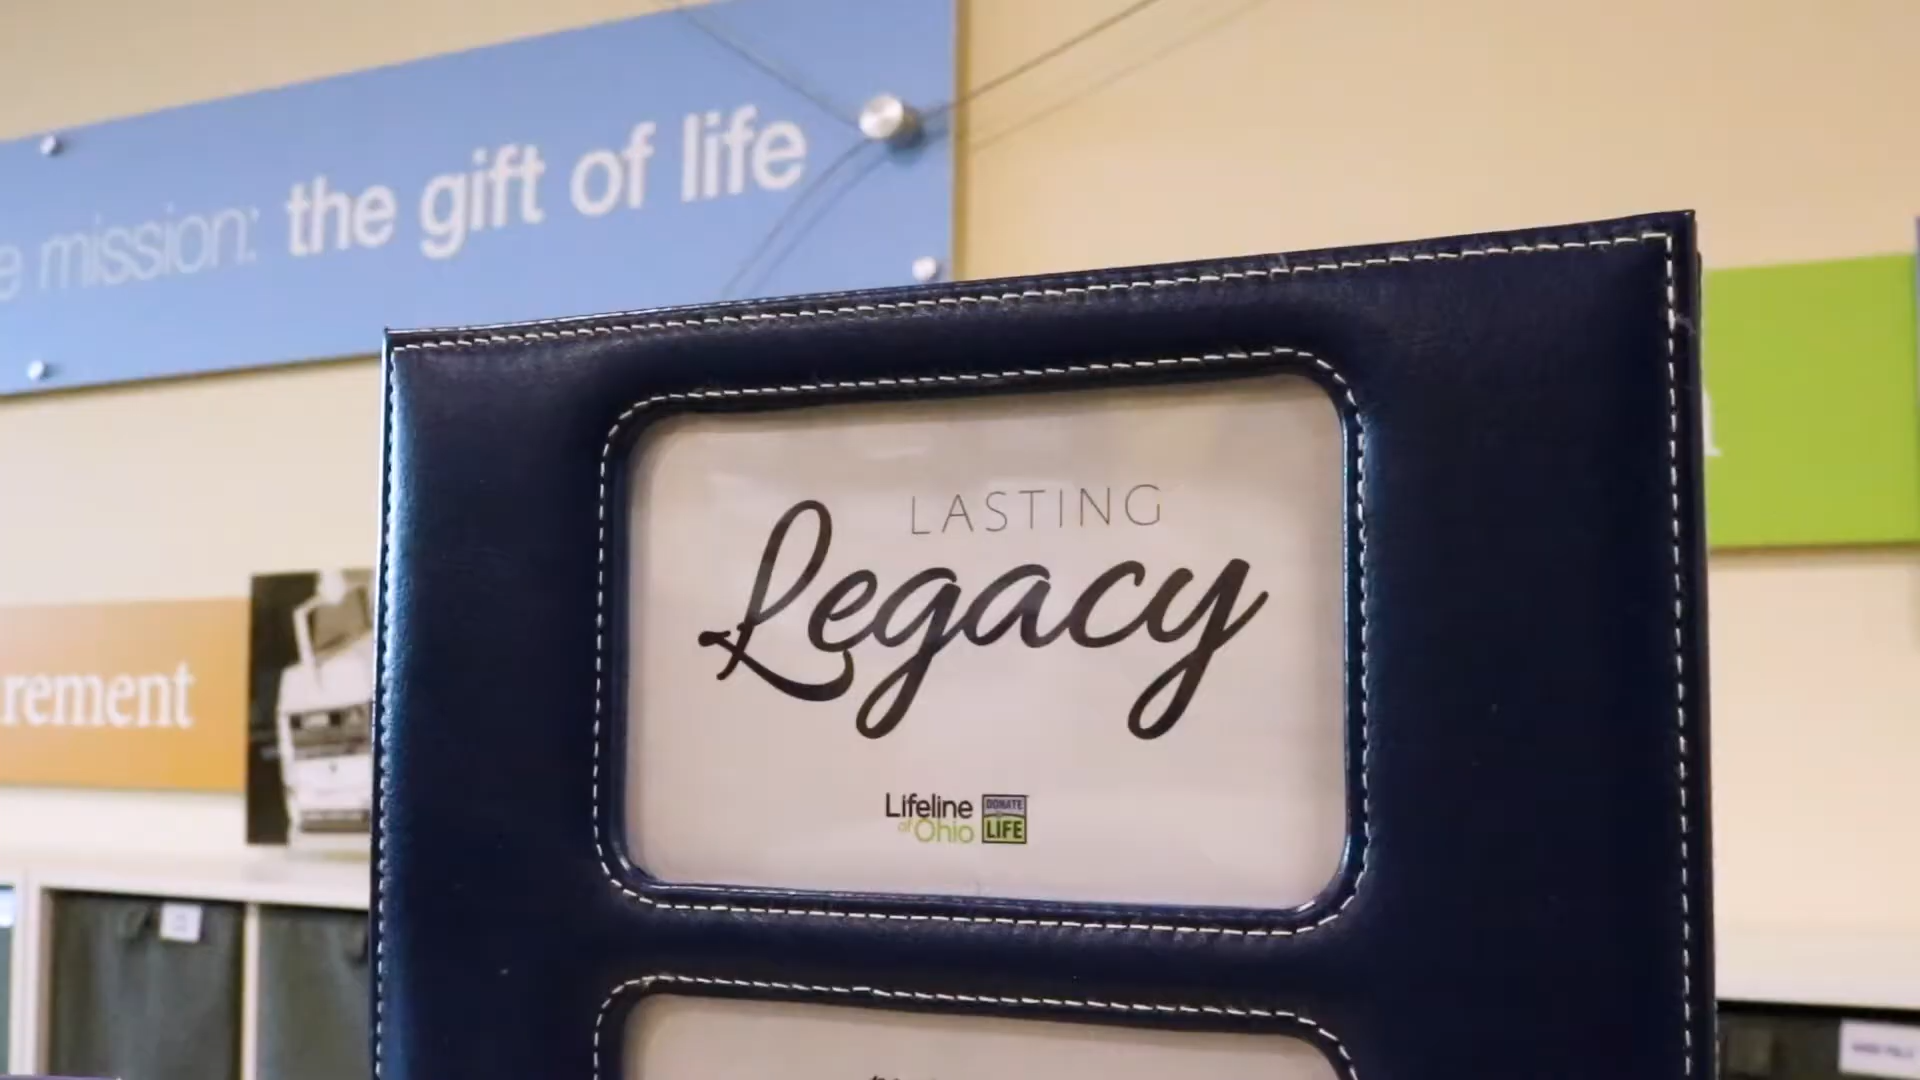 mission: the gift of life
LASTING
Legacy
Lifeline
of Ohio
DONATE
LIFE
rement